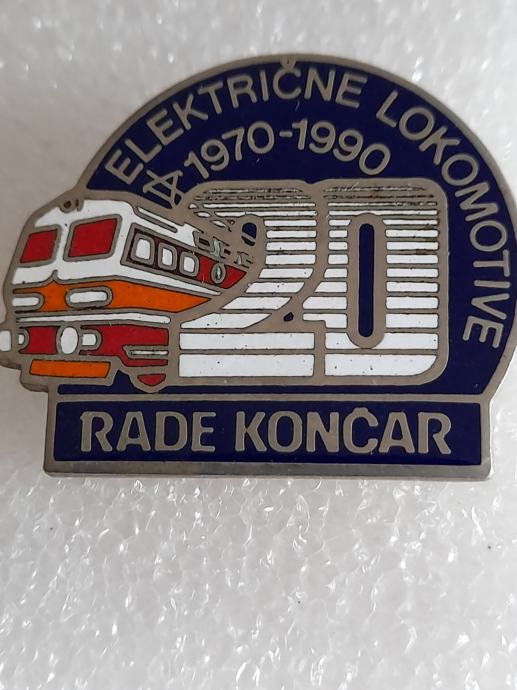 ELEKTRIČNE LOKOMOTIVE
1970-1990
20
RADE KONČAR